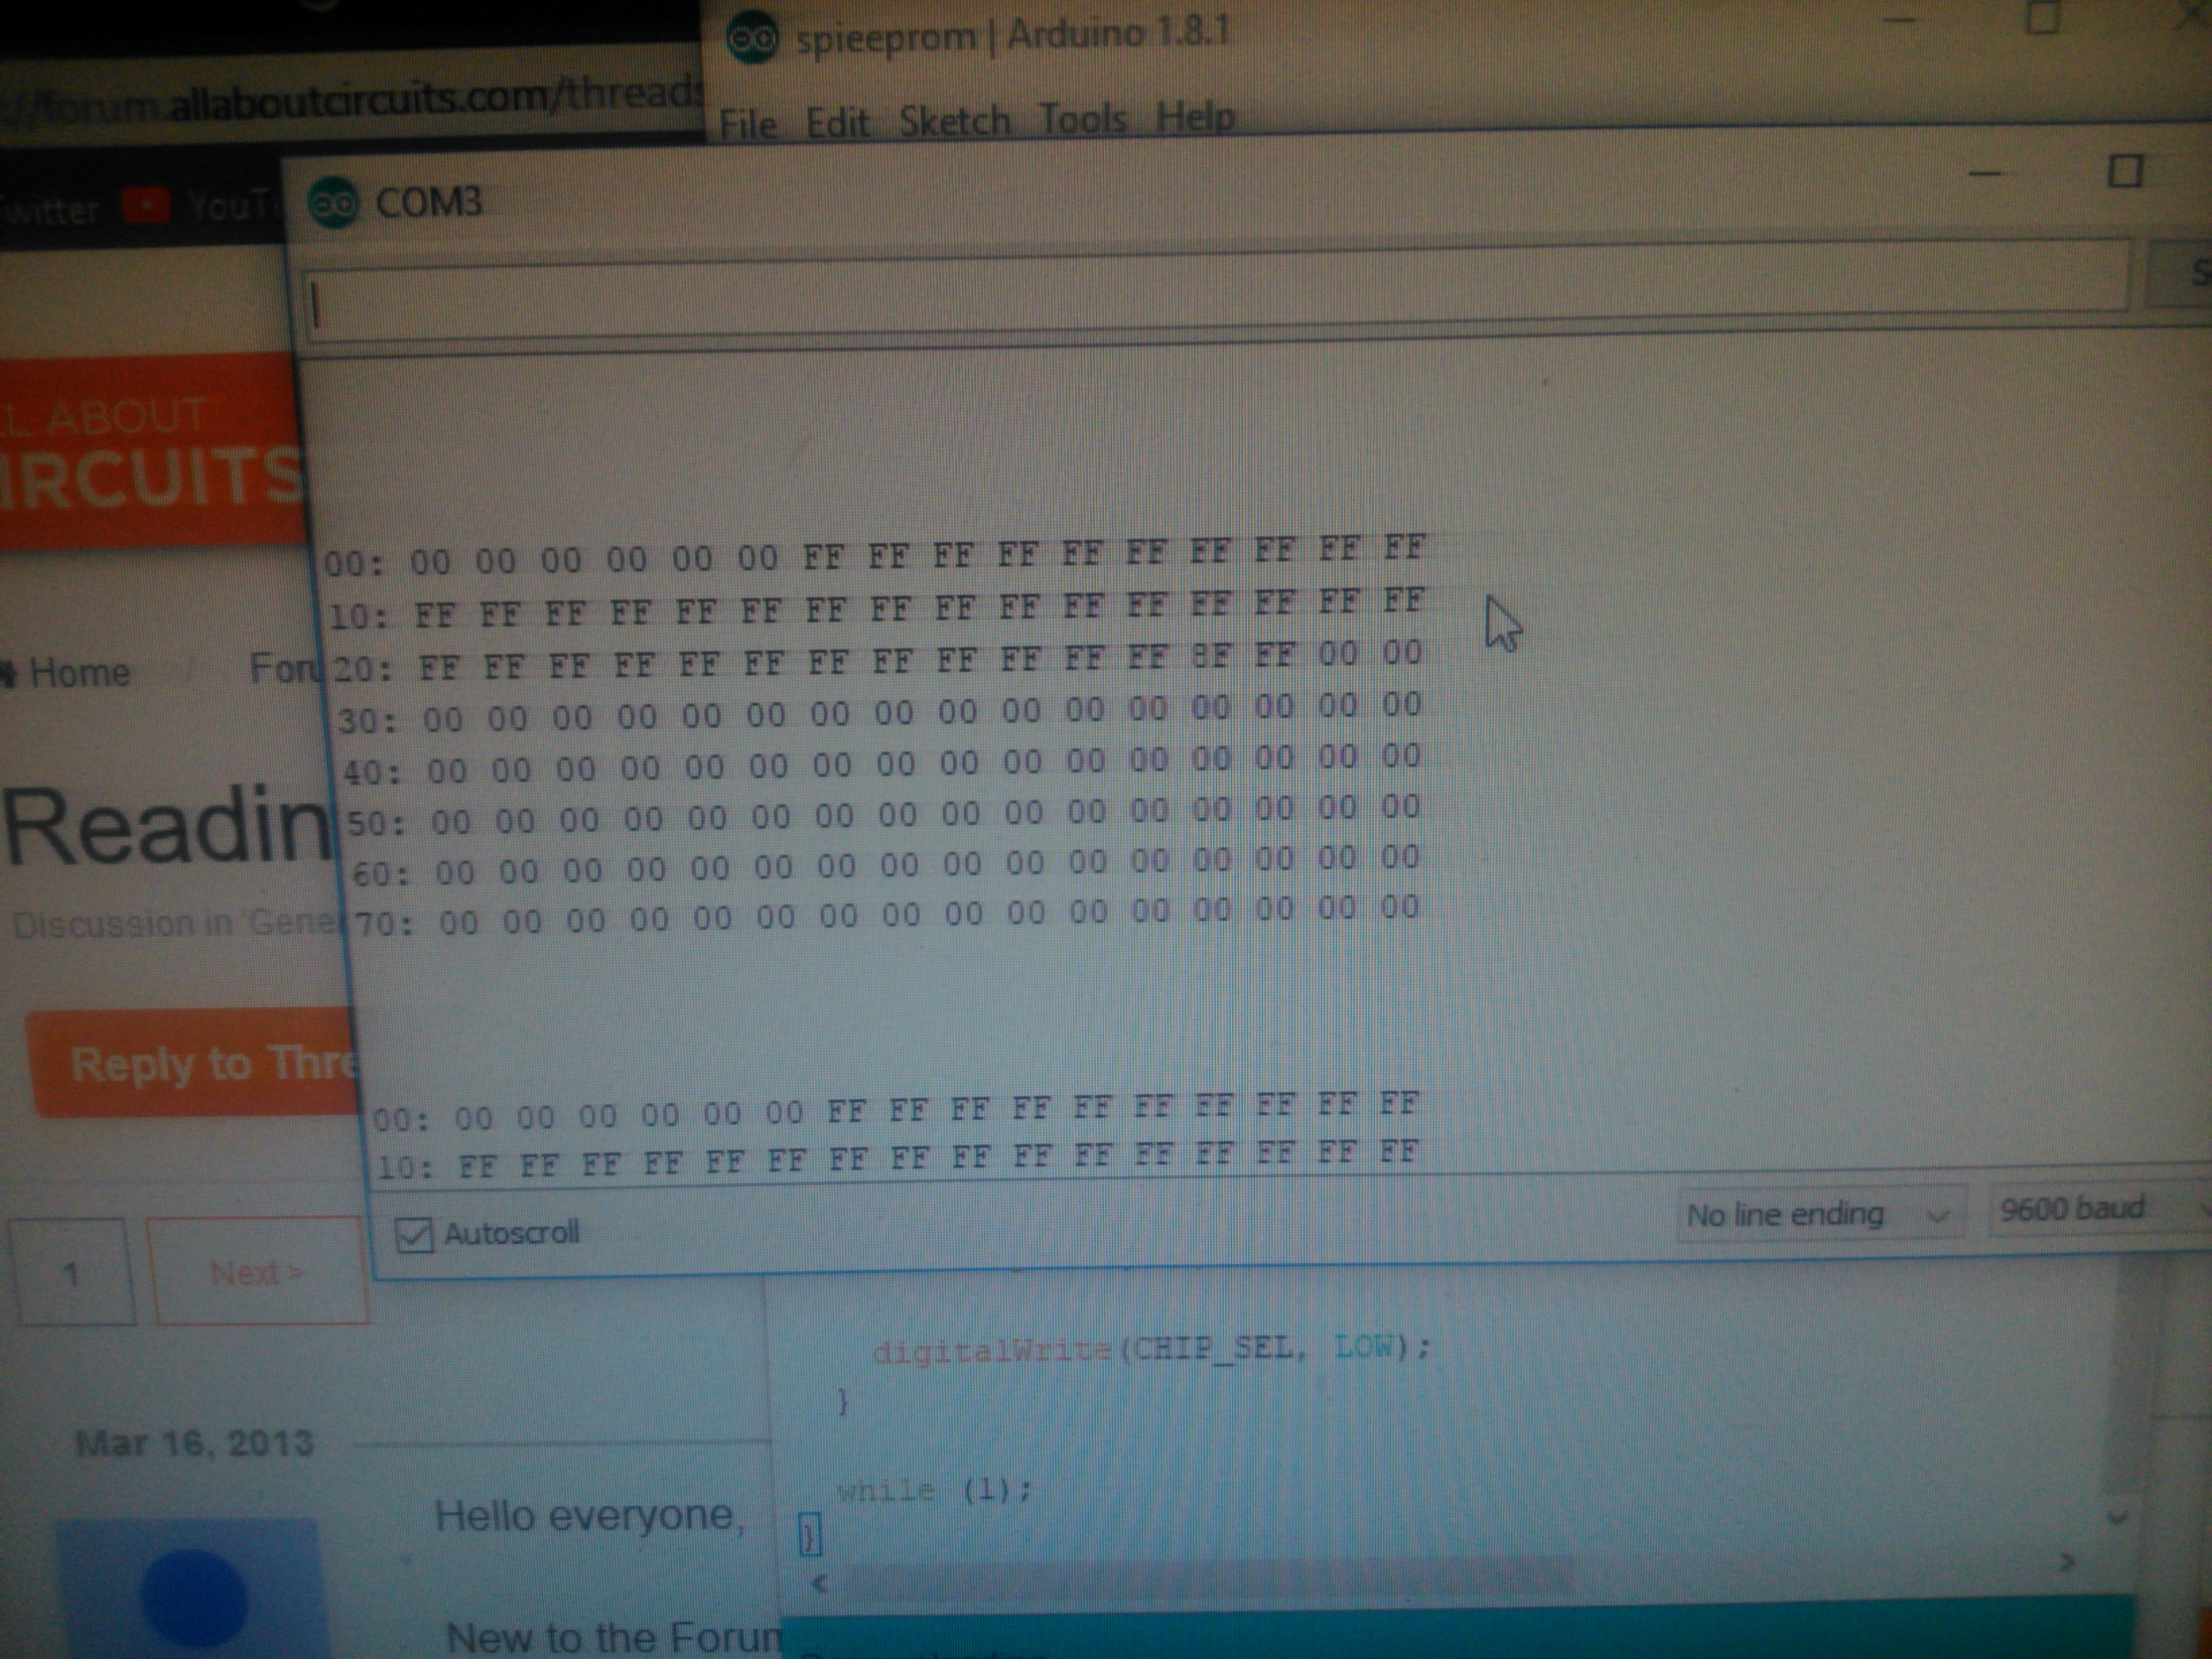 spieeprom | Arduino 1.8.1
//forum.allaboutcircuits.com/threads
File Edit Sketch Tools Help
witter YouT
COM3
S
LL ABOUT
IRCUITS
00: 00 00 00 00 00 00 FF FF FF FF FF FF FF FF FF FF
10: FF FF FF FF FF FF FF FF FF FF FF FF FF FF FF FF
Home Foru
20: FF FF FF FF FF FF FF FF FF FF FF FF 8F FF 00 00
30: 00 00 00 00 00 00 00 00 00 00 00 00 00 00 00 00
40: 00 00 00 00 00 00 00 00 00 00 00 00 00 00 00 00
Readin
50: 00 00 00 00 00 00 00 00 00 00 00 00 00 00 00 00
60: 00 00 00 00 00 00 00 00 00 00 00 00 00 00 00 00
Discussion in 'Gene
70: 00 00 00 00 00 00 00 00 00 00 00 00 00 00 00 00
Reply to Thre
00: 00 00 00 00 00 00 FF FF FF FF FF FF FF FF FF FF
10: FF FF FF FF FF FF FF FF FF FF FF FF FF FF FF FF
Autoscroll No line ending 9600 baud
1 Next >
digitalWrite(CHIP_SEL, LOW);
}
Mar 16, 2013
while (1);
Hello everyone,
}
New to the Forum